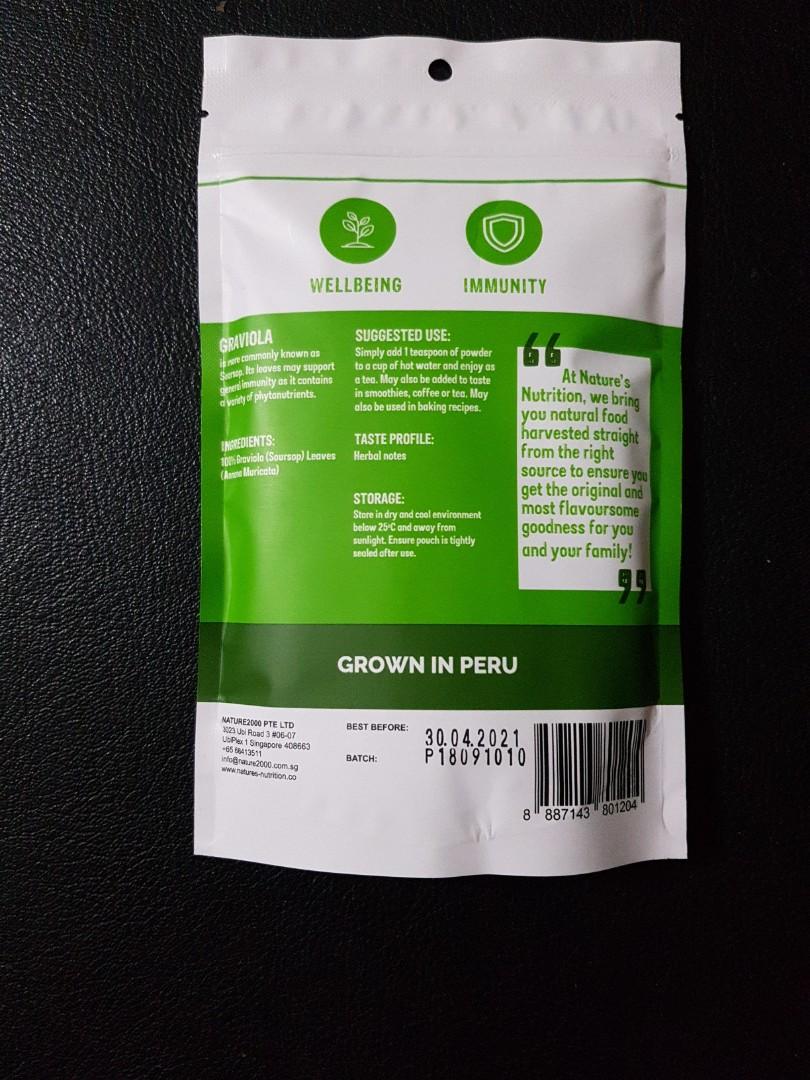 WELLBEING
IMMUNITY
GRAVIOLA
is more commonly known as
Soursop. Its leaves may support
general immunity as it contains
a variety of phytonutrients.
INGREDIENTS:
100% Graviola (Soursop) Leaves
(Annona Muricata)
SUGGESTED USE:
Simply add 1 teaspoon of powder
to a cup of hot water and enjoy as
a tea. May also be added to taste
in smoothies, coffee or tea. May
also be used in baking recipes.
TASTE PROFILE:
Herbal notes
STORAGE:
Store in dry and cool environment
below 25°C and away from
sunlight. Ensure pouch is tightly
sealed after use.
“
At Nature's
Nutrition, we bring
you natural food
harvested straight
from the right
source to ensure you
get the original and
most flavoursome
goodness for you
and your family!
”
GROWN IN PERU
NATURE2000 PTE LTD
3023 Ubi Road 3 #06-07
UbiPlex 1 Singapore 408663
+65 66413511
info@nature2000.com.sg
www.natures-nutrition.co
BEST BEFORE: 30.04.2021
BATCH: P18091010
8 887143 801204